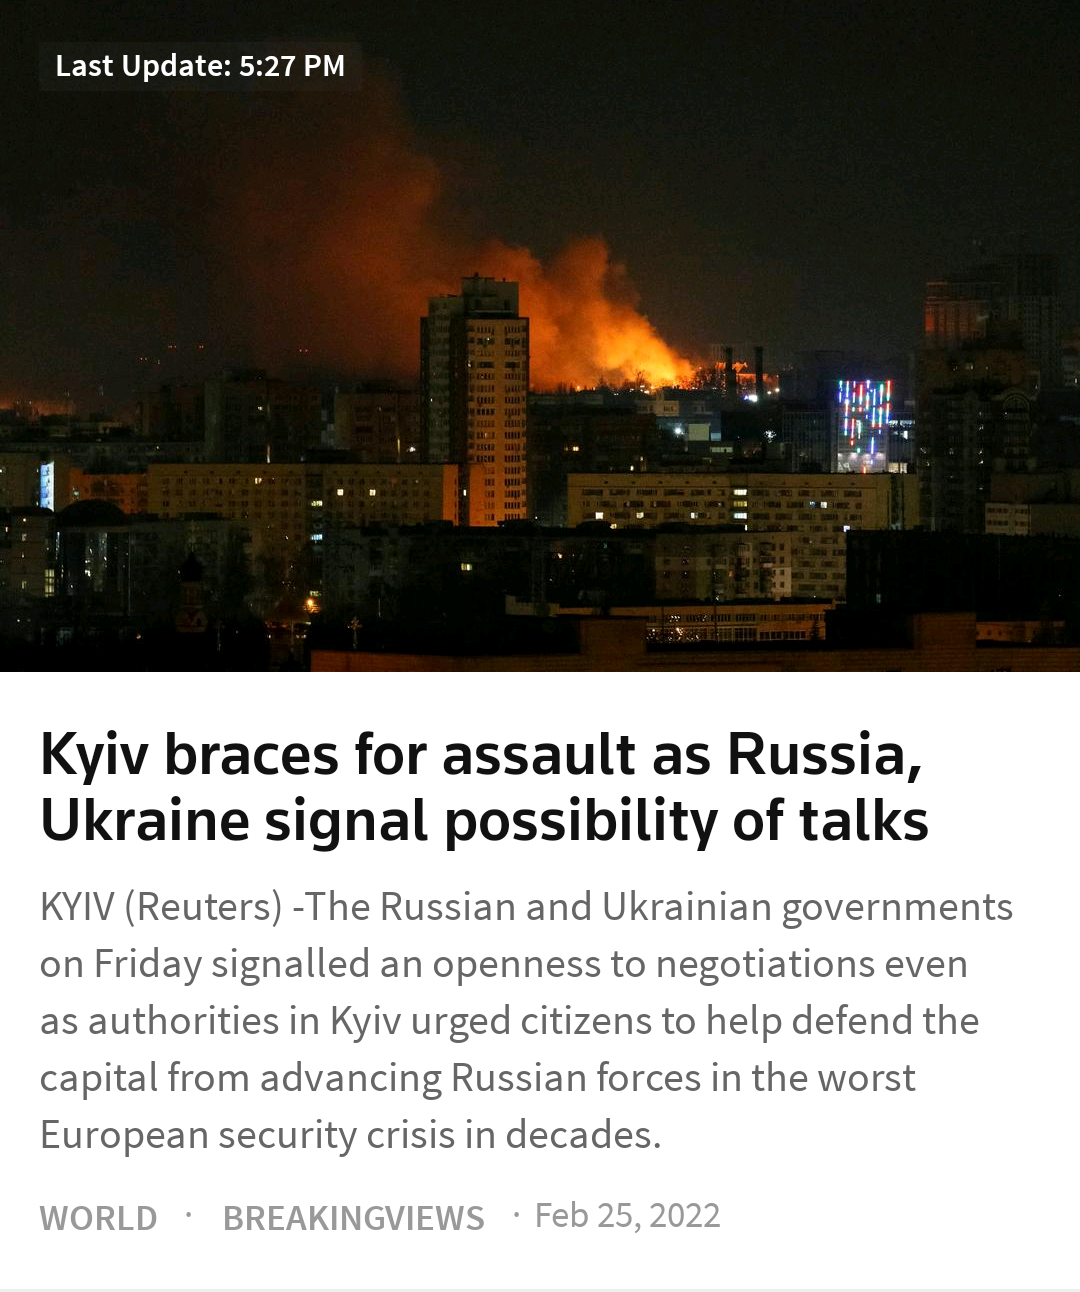 Last Update: 5:27 PM
Kyiv braces for assault as Russia,
Ukraine signal possibility of talks
KYIV (Reuters) -The Russian and Ukrainian governments
on Friday signalled an openness to negotiations even
as authorities in Kyiv urged citizens to help defend the
capital from advancing Russian forces in the worst
European security crisis in decades.
WORLD · BREAKINGVIEWS · Feb 25, 2022